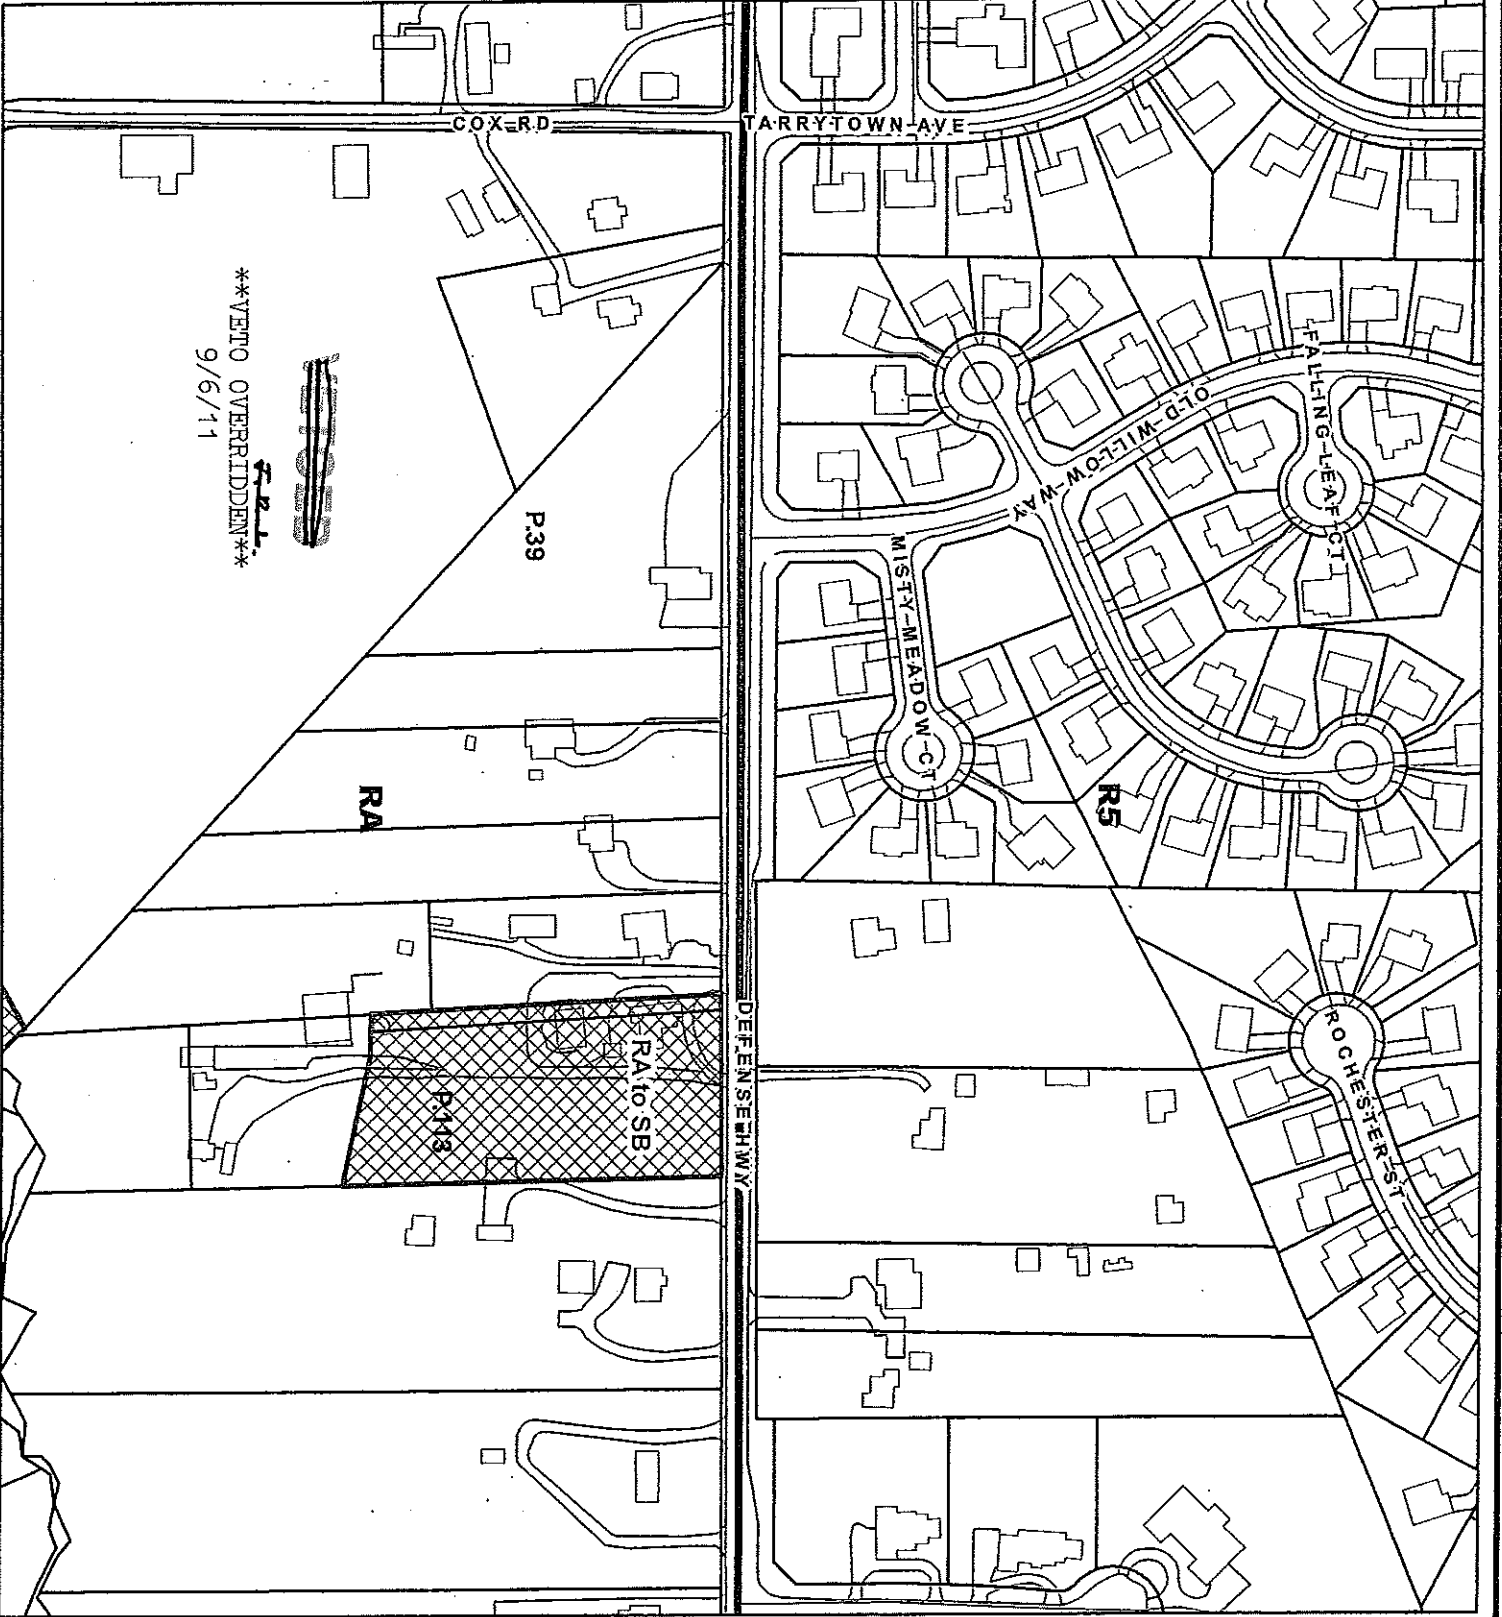 COX RD
TARRYTOWN AVE
FALLING LEAF CT
OLD WILLOW WAY
MISTY MEADOW CT
R5
ROCHESTER ST
DEFENSE HWY
P.39
RA
RA to SB
P.113
**VETO OVERRIDDEN**
9/6/11